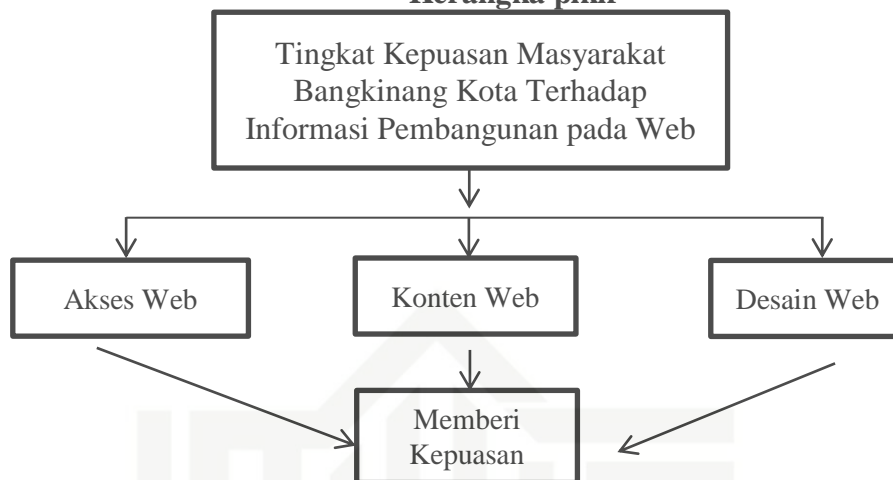 Kerangka pikir
Tingkat Kepuasan Masyarakat
Bangkinang Kota Terhadap
Informasi Pembangunan pada Web
Akses Web
Konten Web
Desain Web
Memberi
Kepuasan